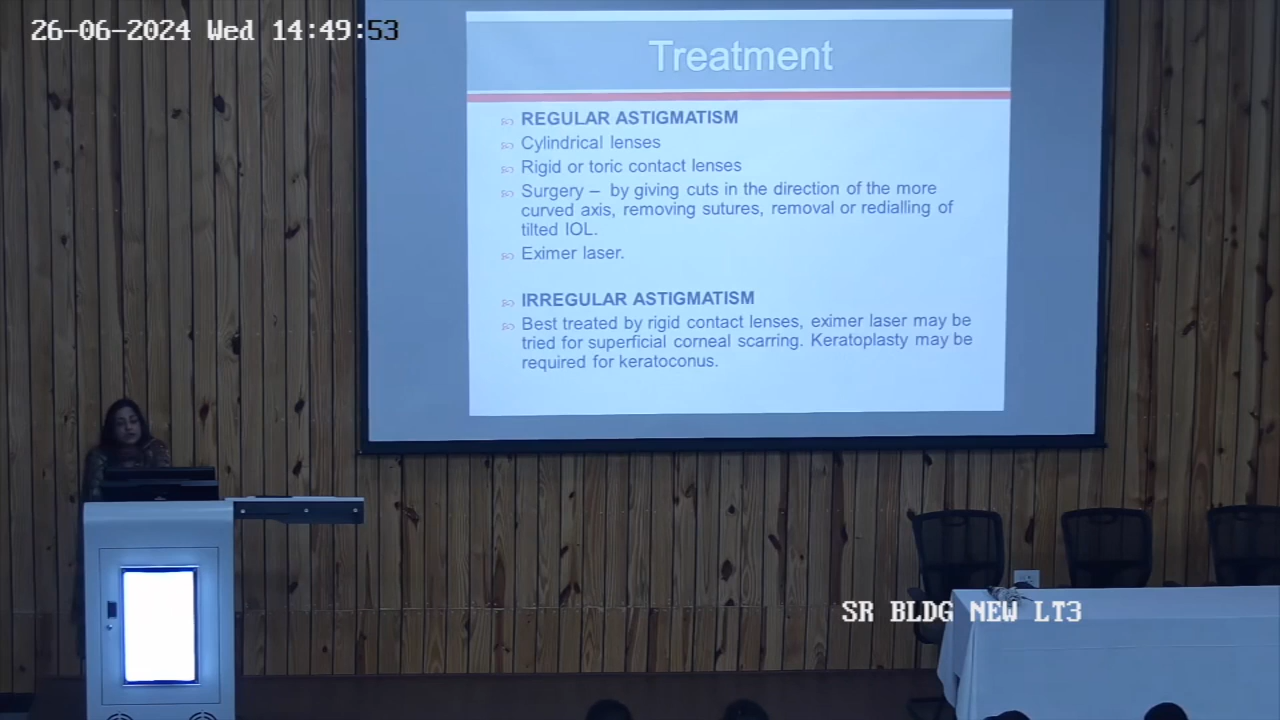 26-06-2024 Wed 14:49:53
Treatment
REGULAR ASTIGMATISM
Cylindrical lenses
Rigid or toric contact lenses
Surgery – by giving cuts in the direction of the more
curved axis, removing sutures, removal or redialling of
tilted IOL.
Eximer laser.
IRREGULAR ASTIGMATISM
Best treated by rigid contact lenses, eximer laser may be
tried for superficial corneal scarring. Keratoplasty may be
required for keratoconus.
SR BLDG NEW LT3